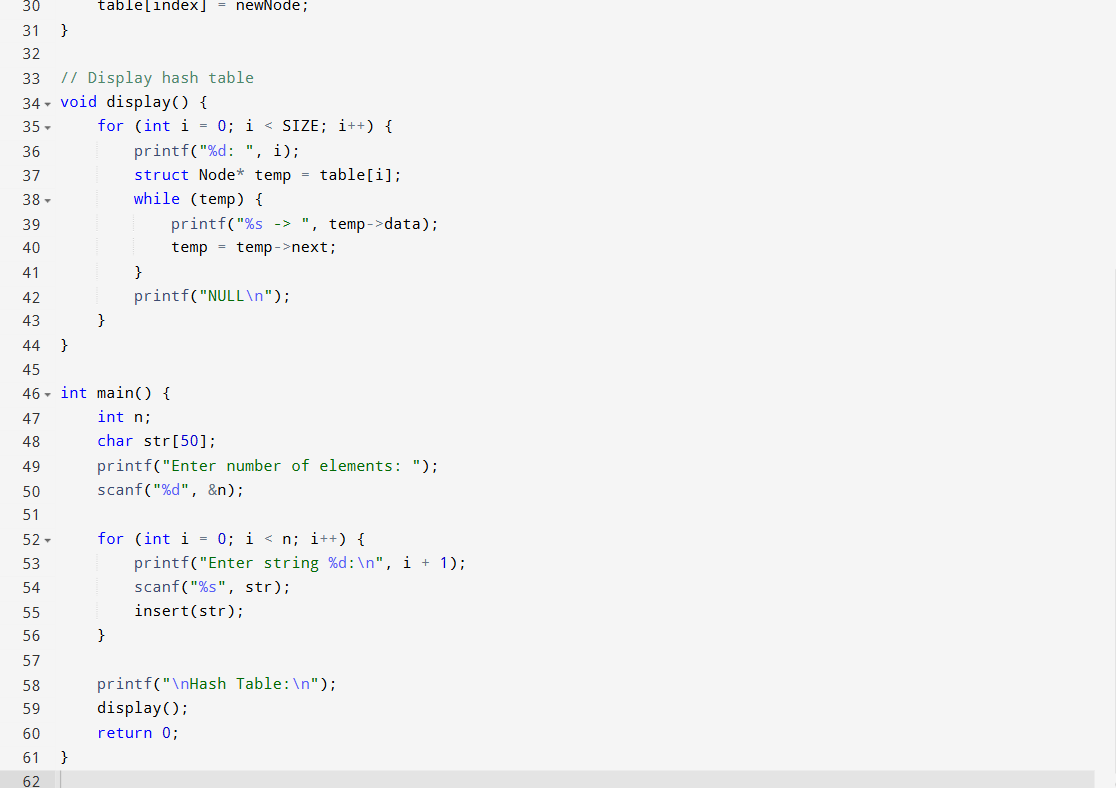 30 table[index] = newNode;
31 }
32
33 // Display hash table
34 void display() {
35 for (int i = 0; i < SIZE; i++) {
36 printf("%d: ", i);
37 struct Node* temp = table[i];
38 while (temp) {
39 printf("%s -> ", temp->data);
40 temp = temp->next;
41 }
42 printf("NULL\n");
43 }
44 }
45
46 int main() {
47 int n;
48 char str[50];
49 printf("Enter number of elements: ");
50 scanf("%d", &n);
51
52 for (int i = 0; i < n; i++) {
53 printf("Enter string %d:\n", i + 1);
54 scanf("%s", str);
55 insert(str);
56 }
57
58 printf("\nHash Table:\n");
59 display();
60 return 0;
61 }
62